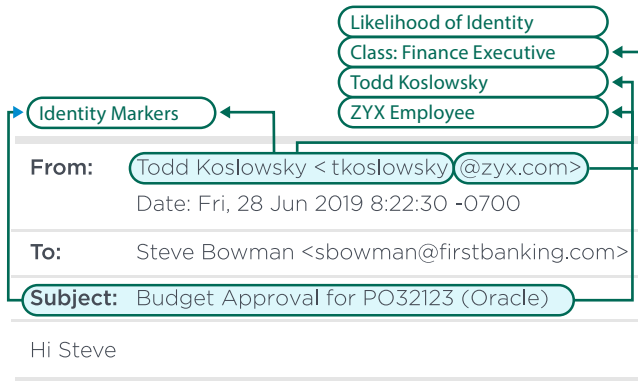 Likelihood of Identity
Class: Finance Executive
Todd Koslowsky
ZYX Employee
Identity Markers
From: Todd Koslowsky <tkoslowsky @zyx.com>
Date: Fri, 28 Jun 2019 8:22:30 -0700
To: Steve Bowman <sbowman@firstbanking.com>
Subject: Budget Approval for PO32123 (Oracle)
Hi Steve